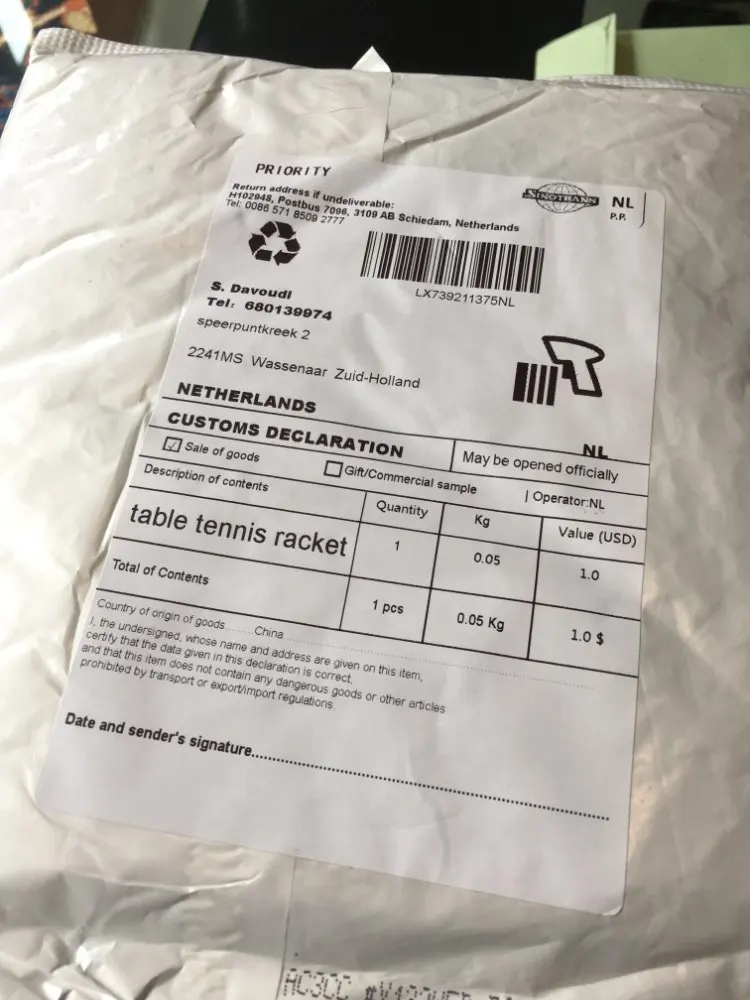 PRIORITY
Return address if undeliverable:
H102948, Postbus 7096, 3109 AB Schiedam, Netherlands
Tel: 0086 571 8509 2777
SINOTRANS
NL
P.P.
LX739211375NL
S. Davoudi
Tel: 680139974
speerpuntkreek 2
2241MS Wassenaar Zuid-Holland
NETHERLANDS
NL
CUSTOMS DECLARATION
May be opened officially
Sale of goods
Gift/Commercial sample
Operator:NL
Description of contents
Quantity
Kg
Value (USD)
table tennis racket
1
0.05
1.0
Total of Contents
1 pcs
0.05 Kg
1.0 $
Country of origin of goods........China
I, the undersigned, whose name and address are given on this item,
certify that the data given in this declaration is correct,
and that this item does not contain any dangerous goods or other articles
prohibited by transport or export/import regulations
Date and sender's signature........................................................